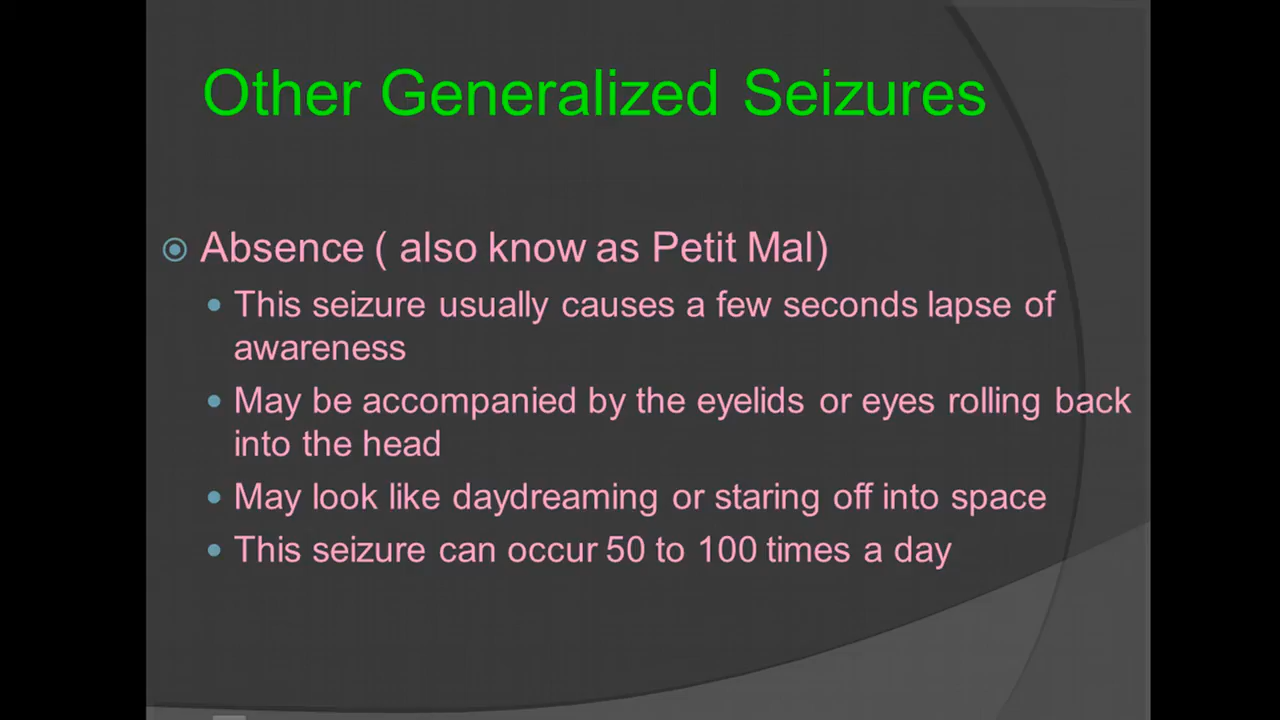 Other Generalized Seizures
Absence ( also know as Petit Mal)
This seizure usually causes a few seconds lapse of
awareness
May be accompanied by the eyelids or eyes rolling back
into the head
May look like daydreaming or staring off into space
This seizure can occur 50 to 100 times a day